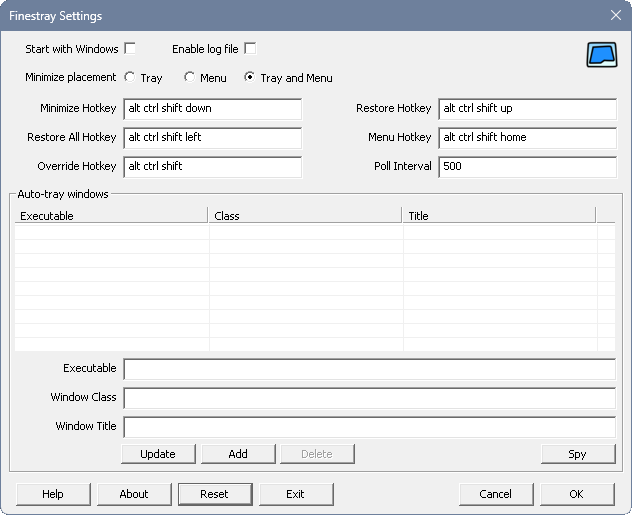 Finestray Settings
Start with Windows Enable log file
Minimize placement Tray Menu Tray and Menu
Minimize Hotkey alt ctrl shift down Restore Hotkey alt ctrl shift up
Restore All Hotkey alt ctrl shift left Menu Hotkey alt ctrl shift home
Override Hotkey alt ctrl shift Poll Interval 500
Auto-tray windows
Executable Class Title
Executable
Window Class
Window Title
Update Add Delete Spy
Help About Reset Exit Cancel OK